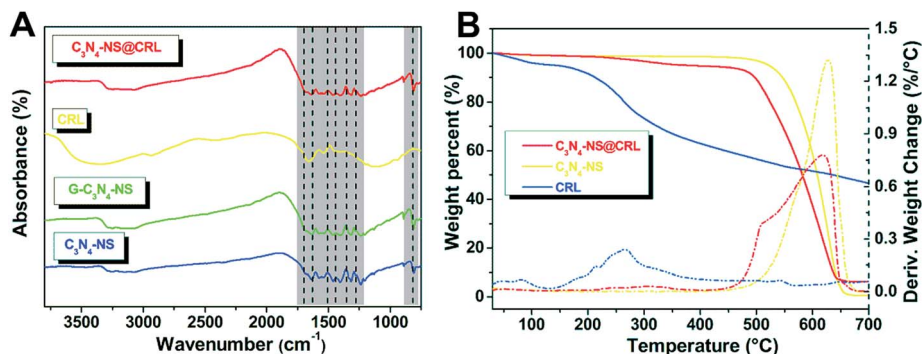 A
Absorbance (%)
C₃N₄-NS@CRL
CRL
G-C₃N₄-NS
C₃N₄-NS
3750 3000 2500 2000 1500 1000
Wavenumber (cm⁻¹)
B
Weight percent (%)
100
80
60
40
20
0
C₃N₄-NS@CRL
C₃N₄-NS
CRL
100 200 300 400 500 600 700
Temperature (°C)
1.5
1.2
0.9
0.6
0.3
0.0
Deriv. Weight Change (%/°C)